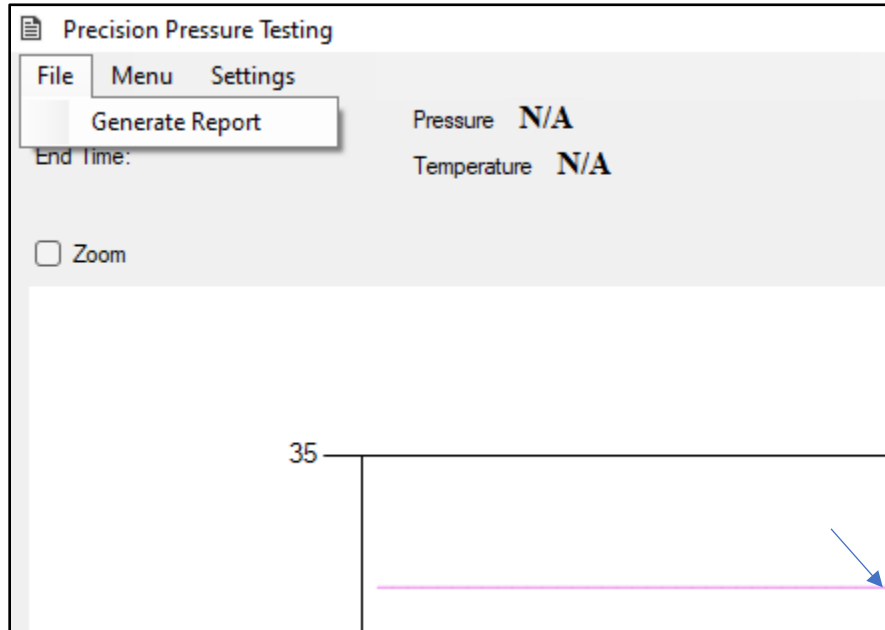 Precision Pressure Testing
File Menu Settings
Generate Report
Pressure N/A
End Time:
Temperature N/A
Zoom
35